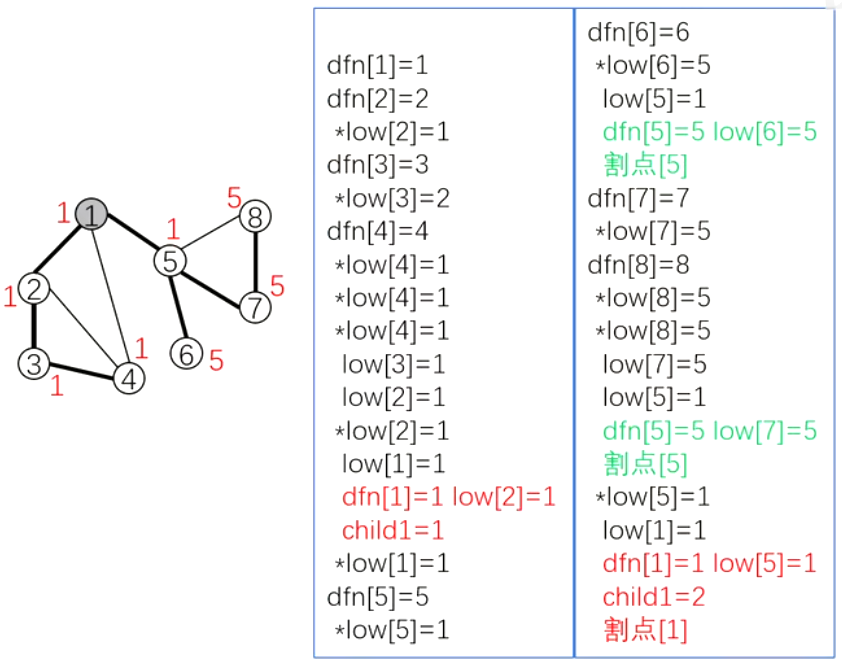 1
1
2
1
3
1
4
1
5
1
6
5
7
5
8
5
dfn[1]=1
dfn[2]=2
*low[2]=1
dfn[3]=3
*low[3]=2
dfn[4]=4
*low[4]=1
*low[4]=1
*low[4]=1
low[3]=1
low[2]=1
*low[2]=1
low[1]=1
dfn[1]=1 low[2]=1
child1=1
*low[1]=1
dfn[5]=5
*low[5]=1
dfn[6]=6
*low[6]=5
low[5]=1
dfn[5]=5 low[6]=5
割点[5]
dfn[7]=7
*low[7]=5
dfn[8]=8
*low[8]=5
*low[8]=5
low[7]=5
low[5]=1
dfn[5]=5 low[7]=5
割点[5]
*low[5]=1
low[1]=1
dfn[1]=1 low[5]=1
child1=2
割点[1]